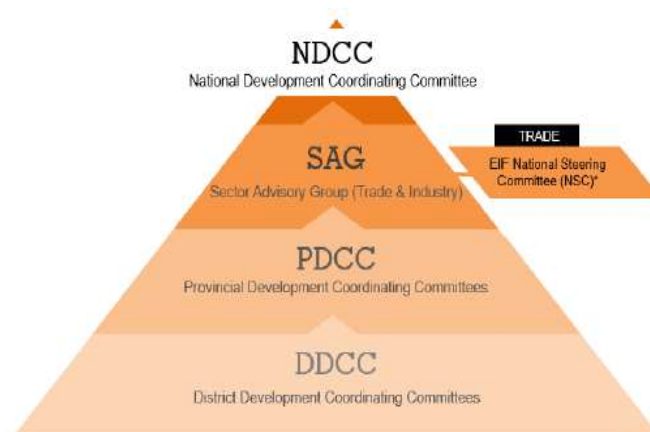 NDCC
National Development Coordinating Committee
TRADE
SAG
EIF National Steering
Committee (NSC)*
Sector Advisory Group (Trade & Industry)
PDCC
Provincial Development Coordinating Committees
DDCC
District Development Coordinating Committees